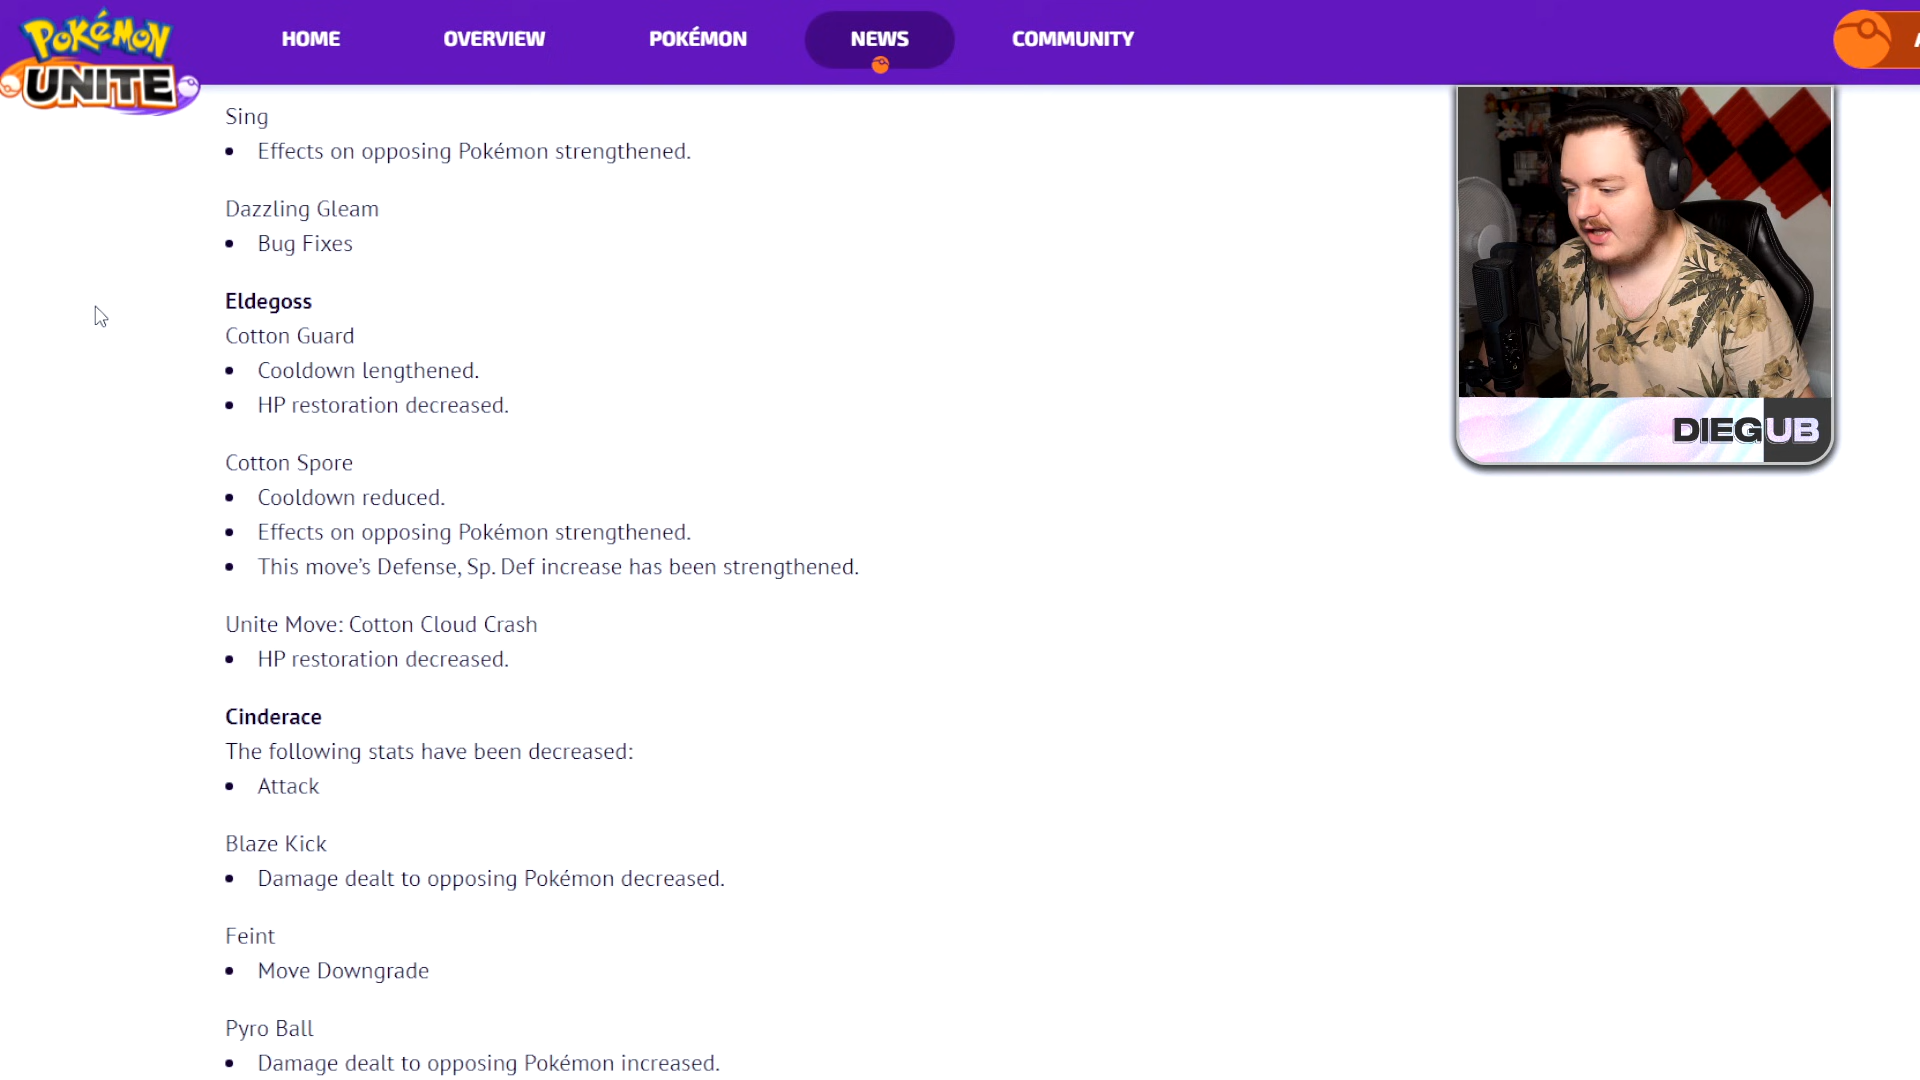 POKÉMON
UNITE
HOME
OVERVIEW
POKÉMON
NEWS
COMMUNITY
Sing
• Effects on opposing Pokémon strengthened.
Dazzling Gleam
• Bug Fixes
Eldegoss
Cotton Guard
• Cooldown lengthened.
• HP restoration decreased.
Cotton Spore
• Cooldown reduced.
• Effects on opposing Pokémon strengthened.
• This move’s Defense, Sp. Def increase has been strengthened.
Unite Move: Cotton Cloud Crash
• HP restoration decreased.
Cinderace
The following stats have been decreased:
• Attack
Blaze Kick
• Damage dealt to opposing Pokémon decreased.
Feint
• Move Downgrade
Pyro Ball
• Damage dealt to opposing Pokémon increased.
DIEGUB